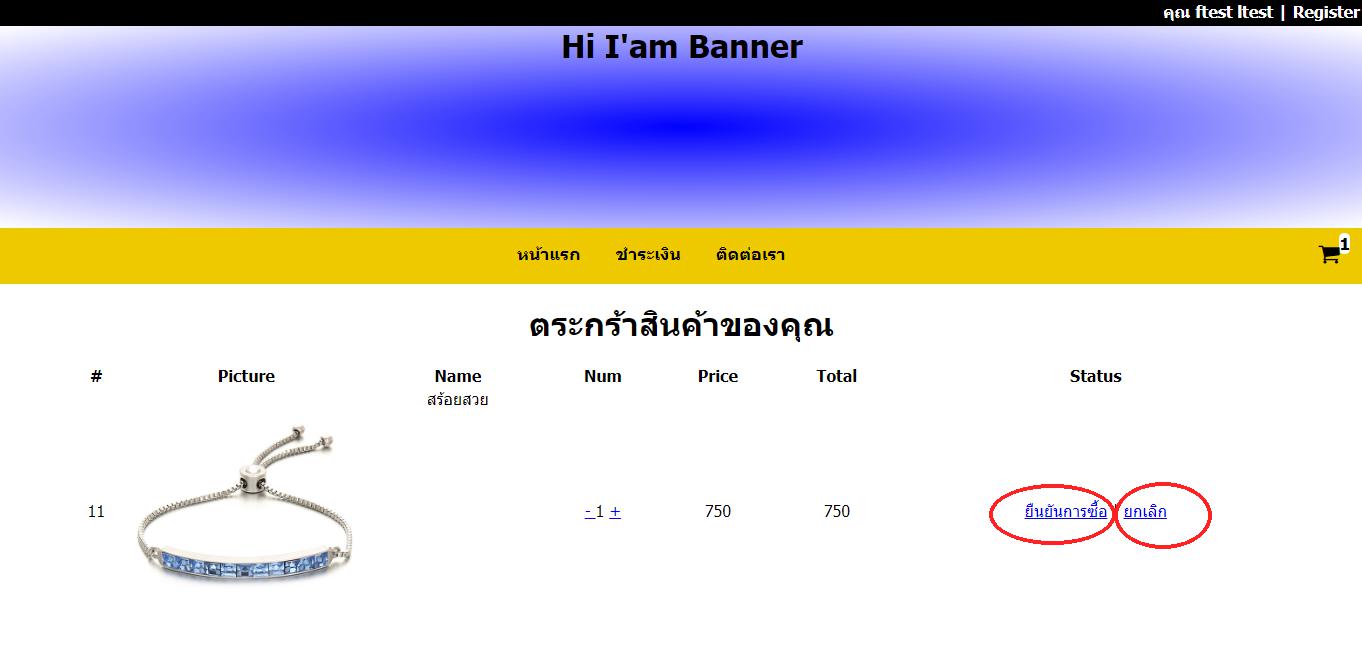 คุณ ftest ltest | Register
Hi I'am Banner
หน้าแรก ชำระเงิน ติดต่อเรา 1
ตระกร้าสินค้าของคุณ
# Picture Name Num Price Total Status
สร้อยสวย
11 - 1 + 750 750 ยืนยันการซื้อ | ยกเลิก